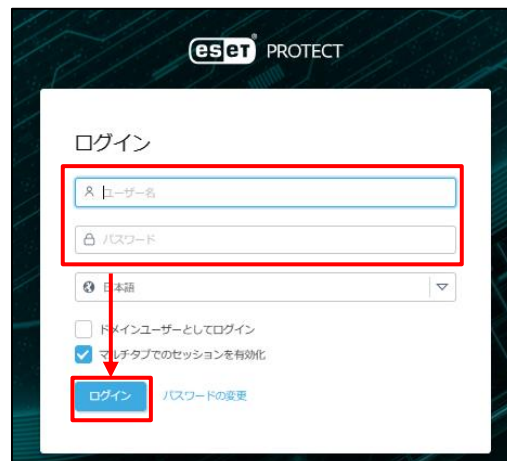 eset PROTECT
ログイン
ユーザー名
パスワード
日本語
ドメインユーザーとしてログイン
マルチタブでのセッションを有効化
ログイン パスワードの変更